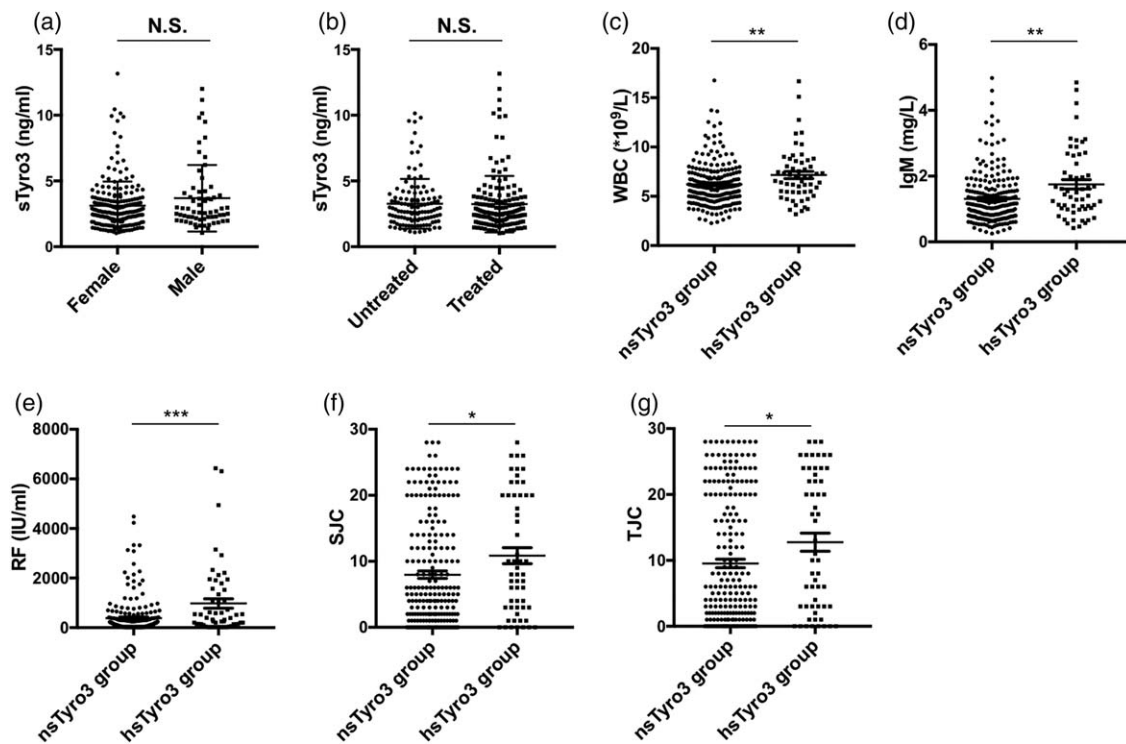 (a)
N.S.
sTyro3 (ng/ml)
15
10
5
0
Female
Male
(b)
N.S.
sTyro3 (ng/ml)
15
10
5
0
Untreated
Treated
(c)
**
WBC (*10⁹/L)
20
15
10
5
0
nsTyro3 group
hsTyro3 group
(d)
**
IgM (mg/L)
6
4
2
0
nsTyro3 group
hsTyro3 group
(e)
***
RF (IU/ml)
8000
6000
4000
2000
0
nsTyro3 group
hsTyro3 group
(f)
*
SJC
30
20
10
0
nsTyro3 group
hsTyro3 group
(g)
*
TJC
30
20
10
0
nsTyro3 group
hsTyro3 group